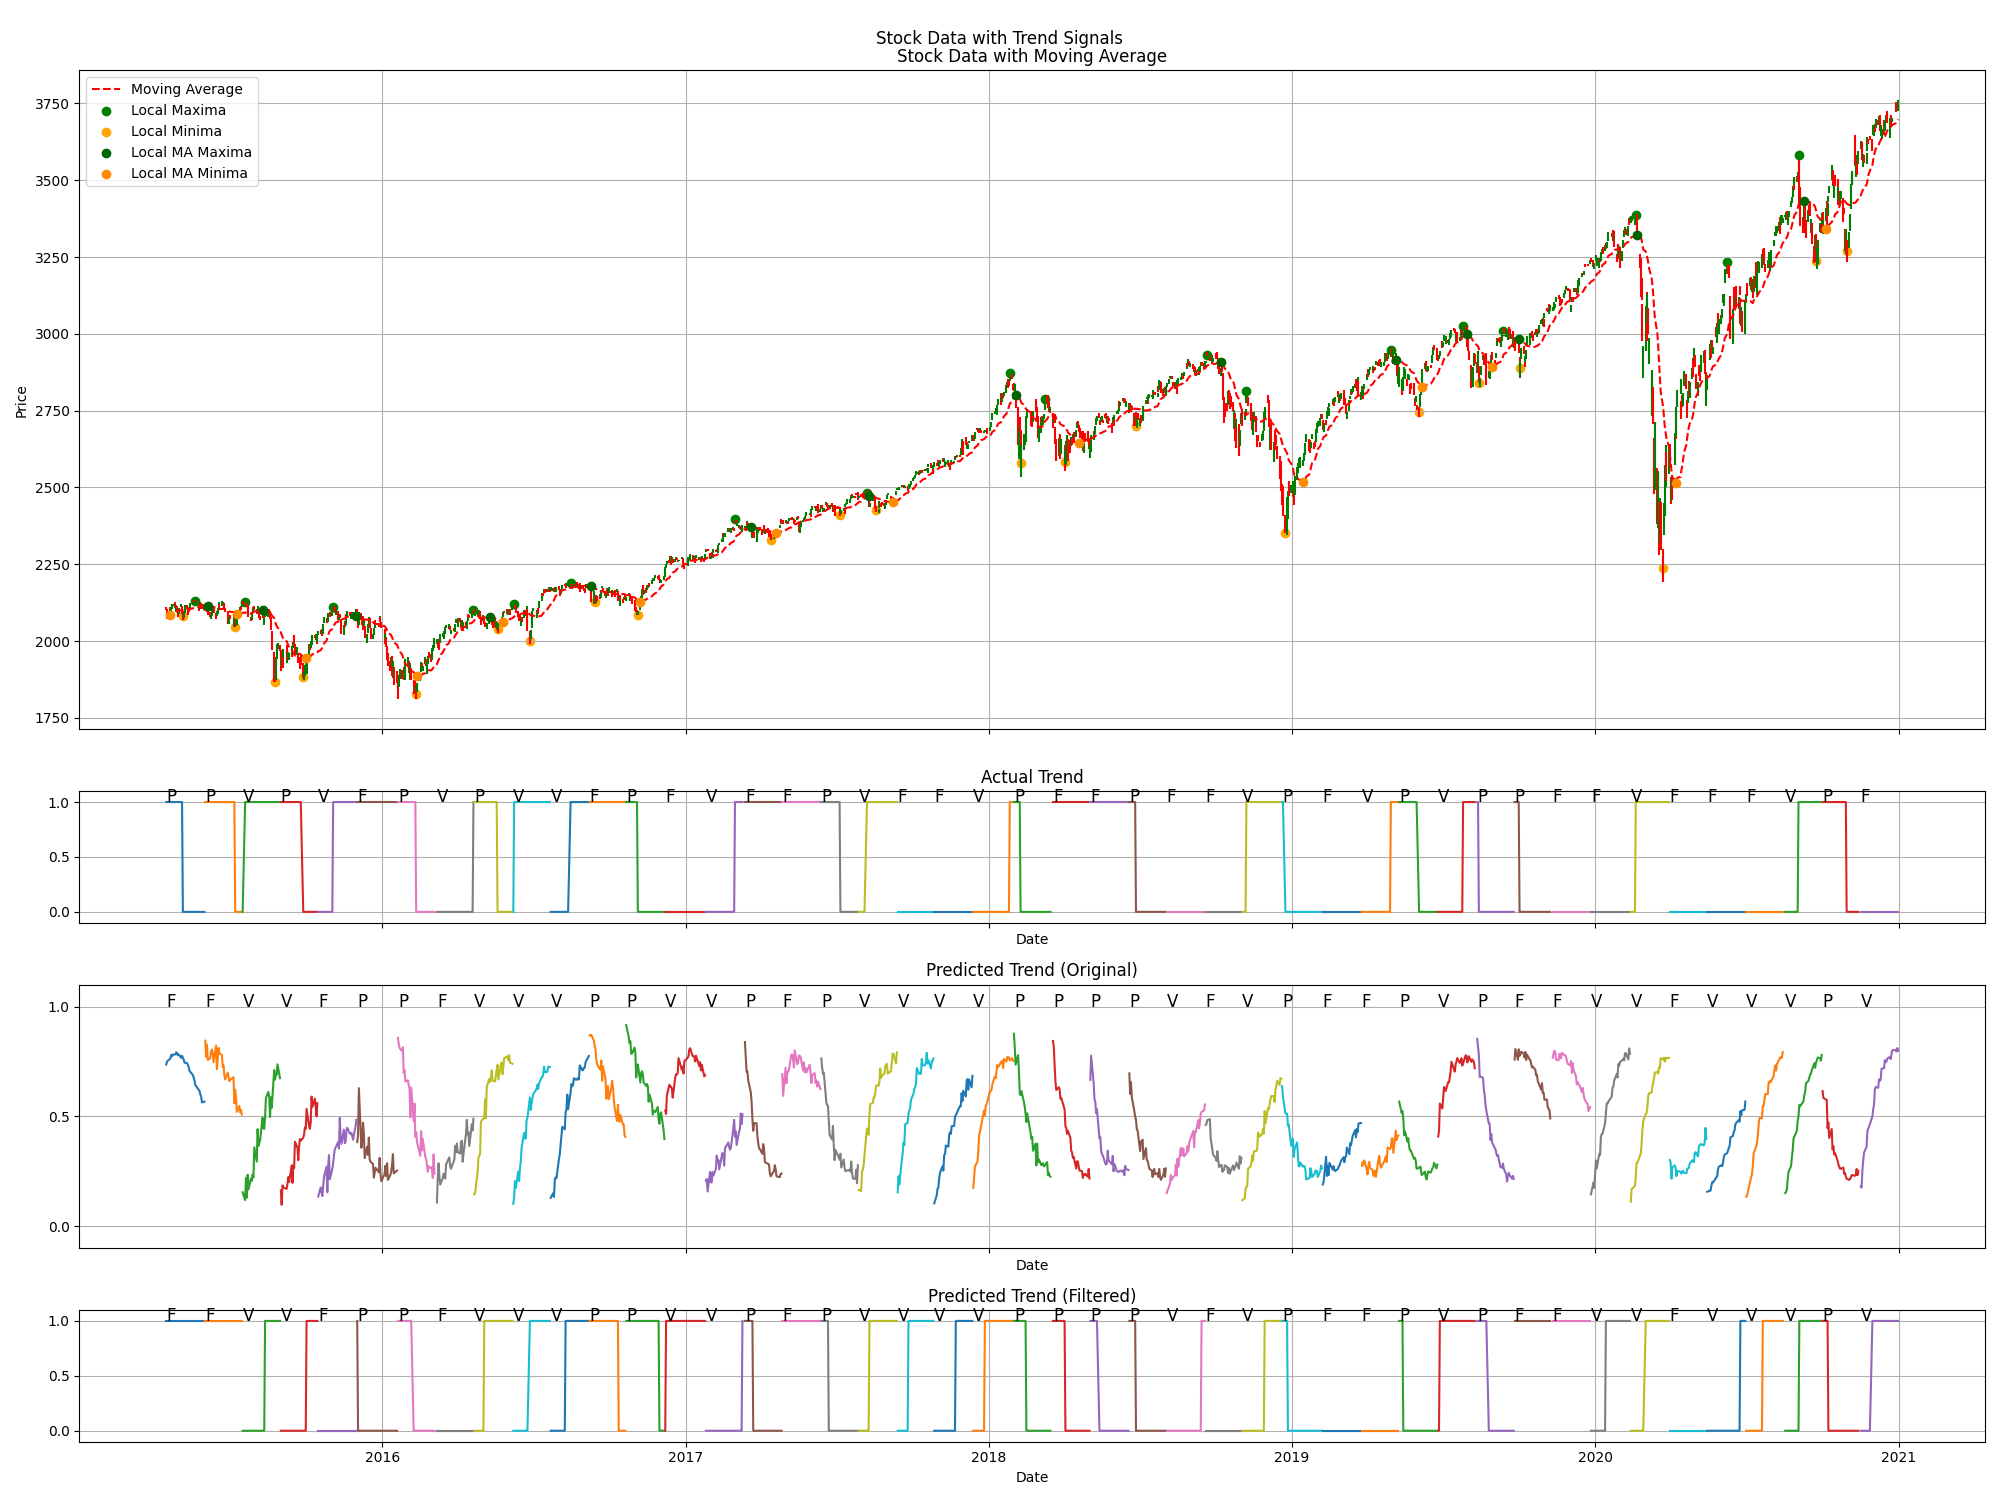 Stock Data with Trend Signals
Stock Data with Moving Average
Moving Average
Local Maxima
Local Minima
Local MA Maxima
Local MA Minima
3750
3500
3250
3000
2750
2500
2250
2000
1750
Price
Actual Trend
P P V P V F P V P V V F P F V F F P V F F V P F F P F F V P F V P V P P F F V F F F V P F
1.0
0.5
0.0
Date
Predicted Trend (Original)
F F V V F P P F V V V P P V V P F P V V V V P P P P V F V P F F P V P F F V V F V V V P V
1.0
0.5
0.0
Date
Predicted Trend (Filtered)
F F V V F P P F V V V P P V V P F P V V V V P P P P V F V P F F P V P F F V V F V V V P V
1.0
0.5
0.0
2016 2017 2018 2019 2020 2021
Date